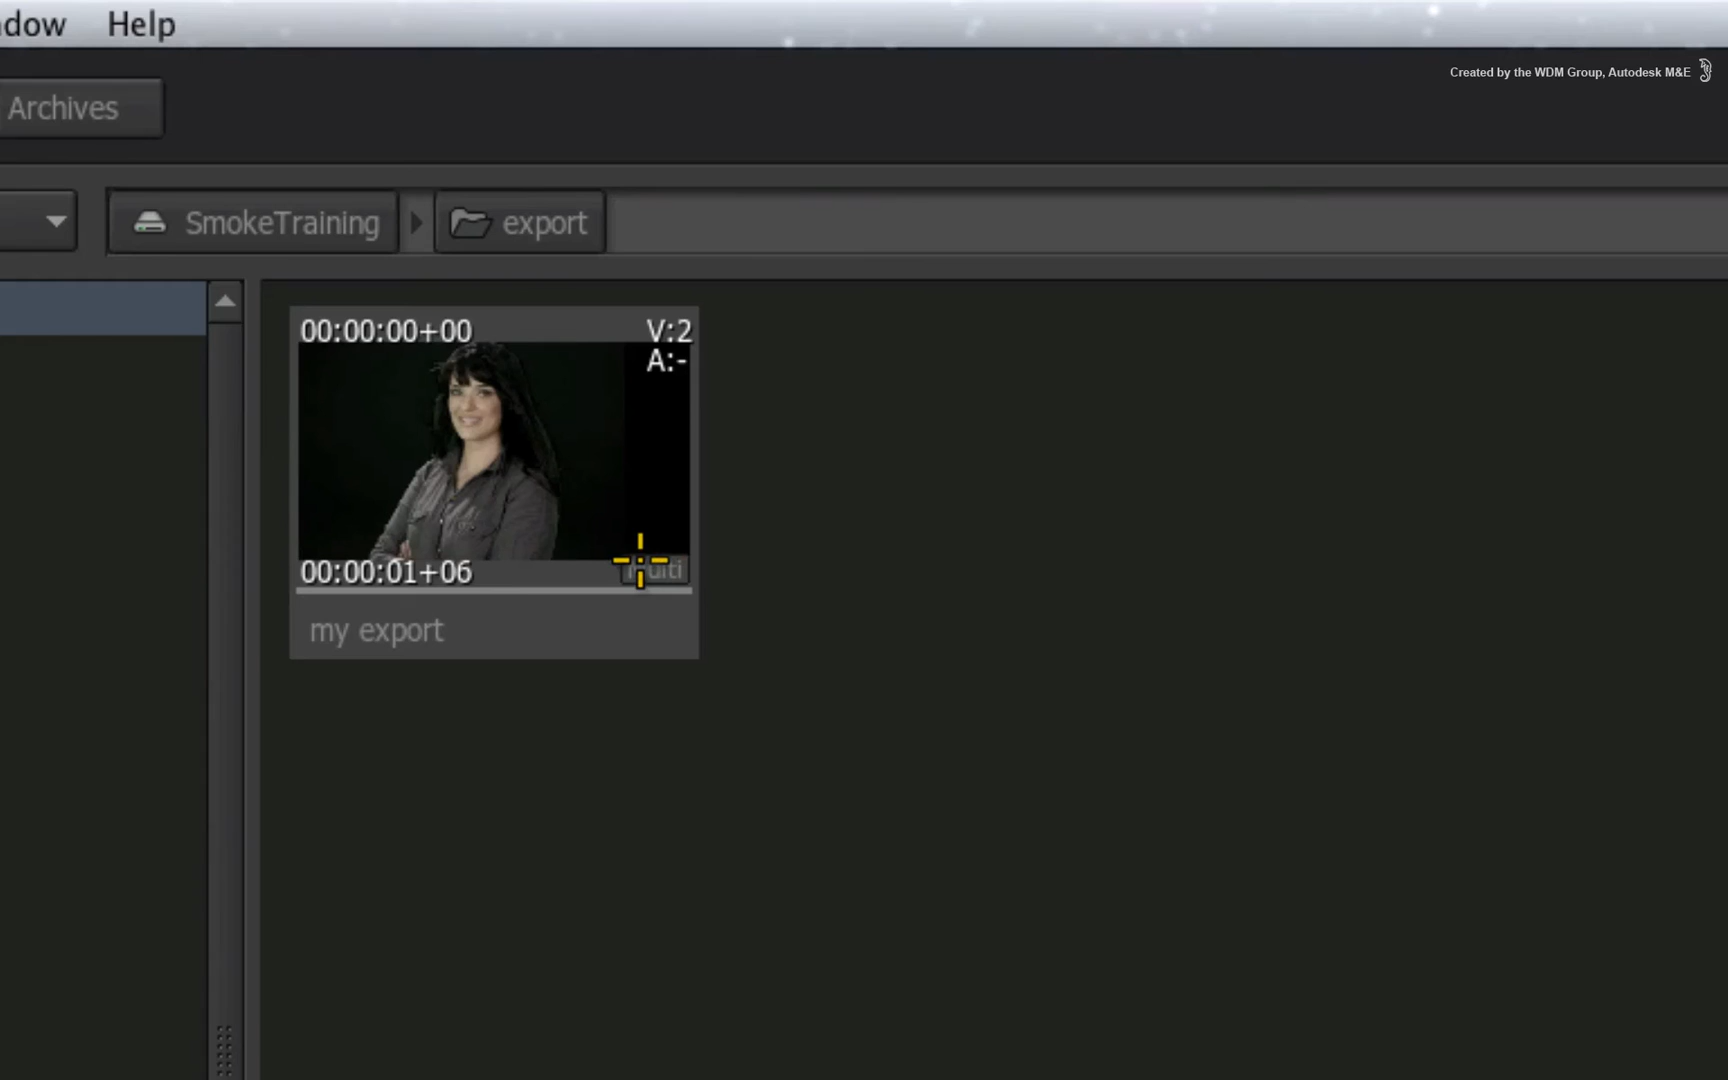 Help
Created by the WDM Group, Autodesk M&E
Archives
SmokeTraining
export
00:00:00+00
V:2
A:-
00:00:01+06
my export